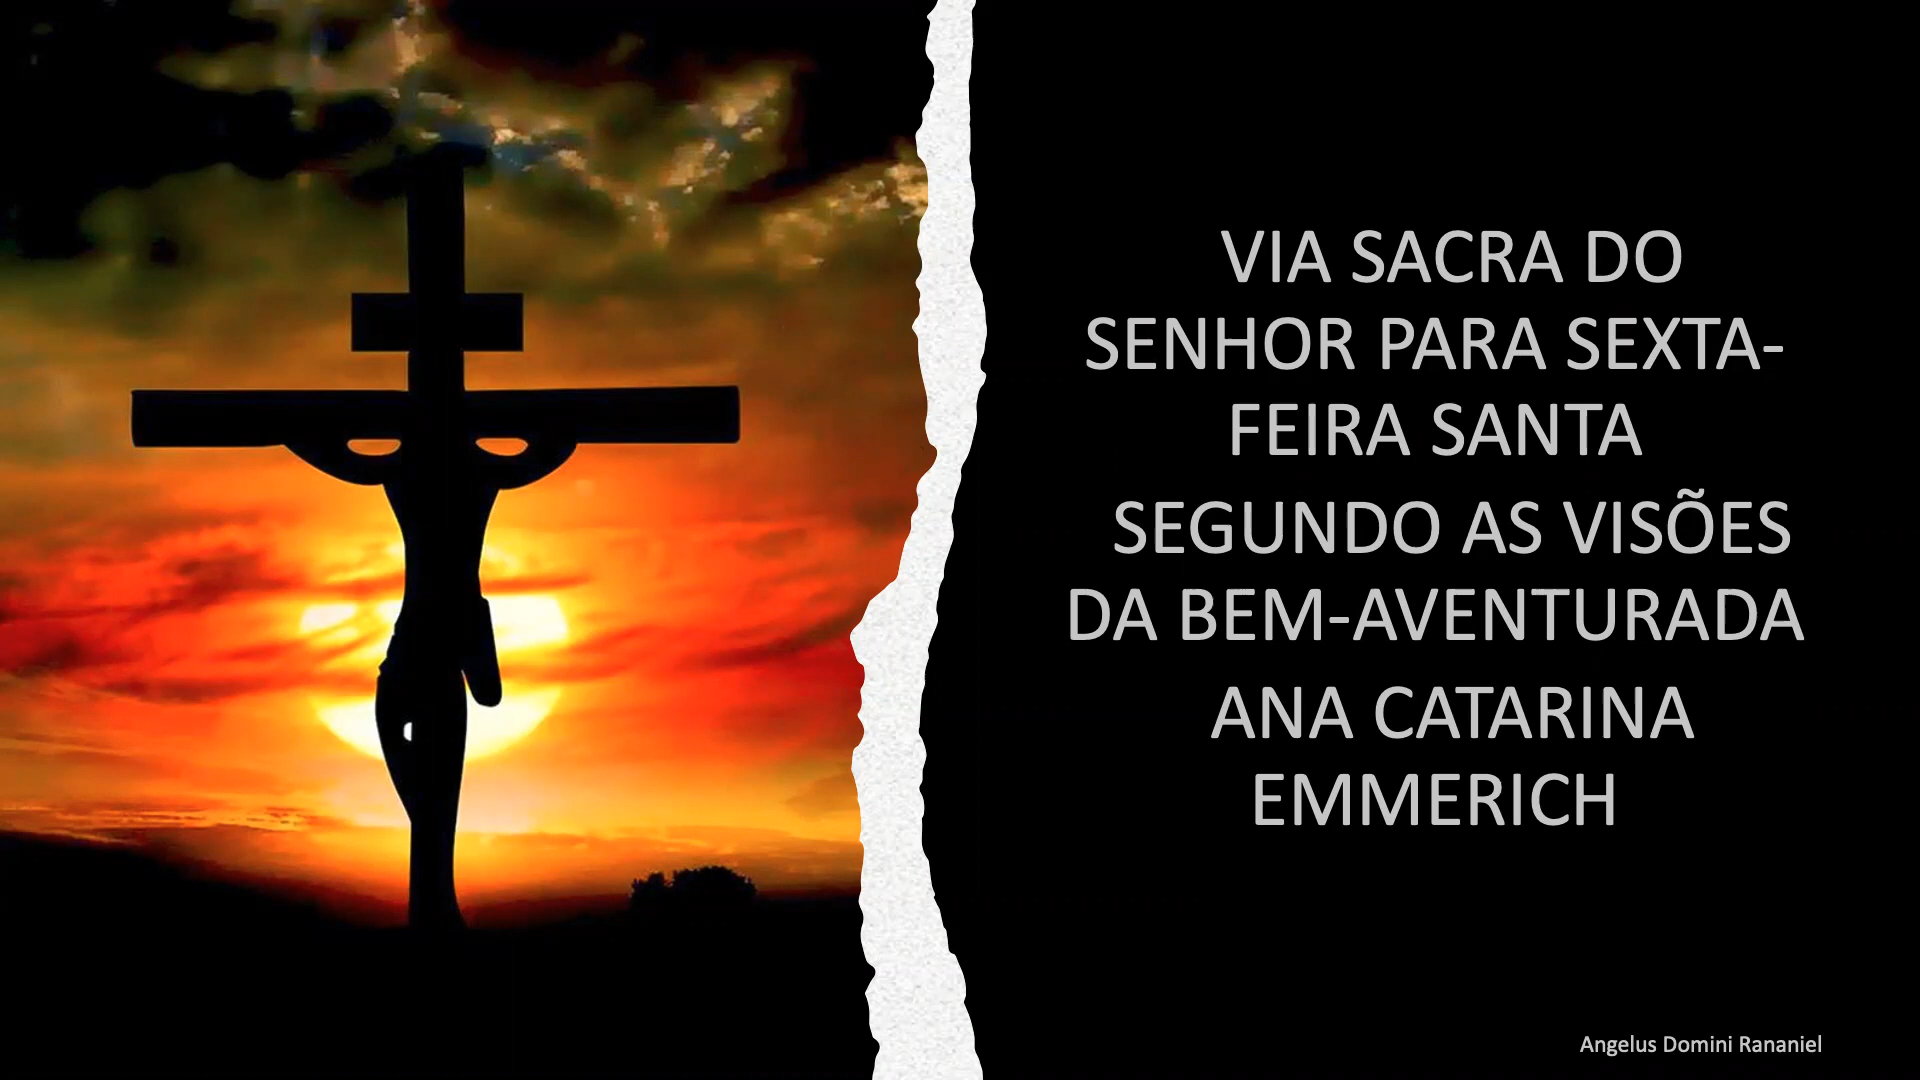 VIA SACRA DO
SENHOR PARA SEXTA-
FEIRA SANTA
SEGUNDO AS VISÕES
DA BEM-AVENTURADA
ANA CATARINA
EMMERICH
Angelus Domini Rananiel